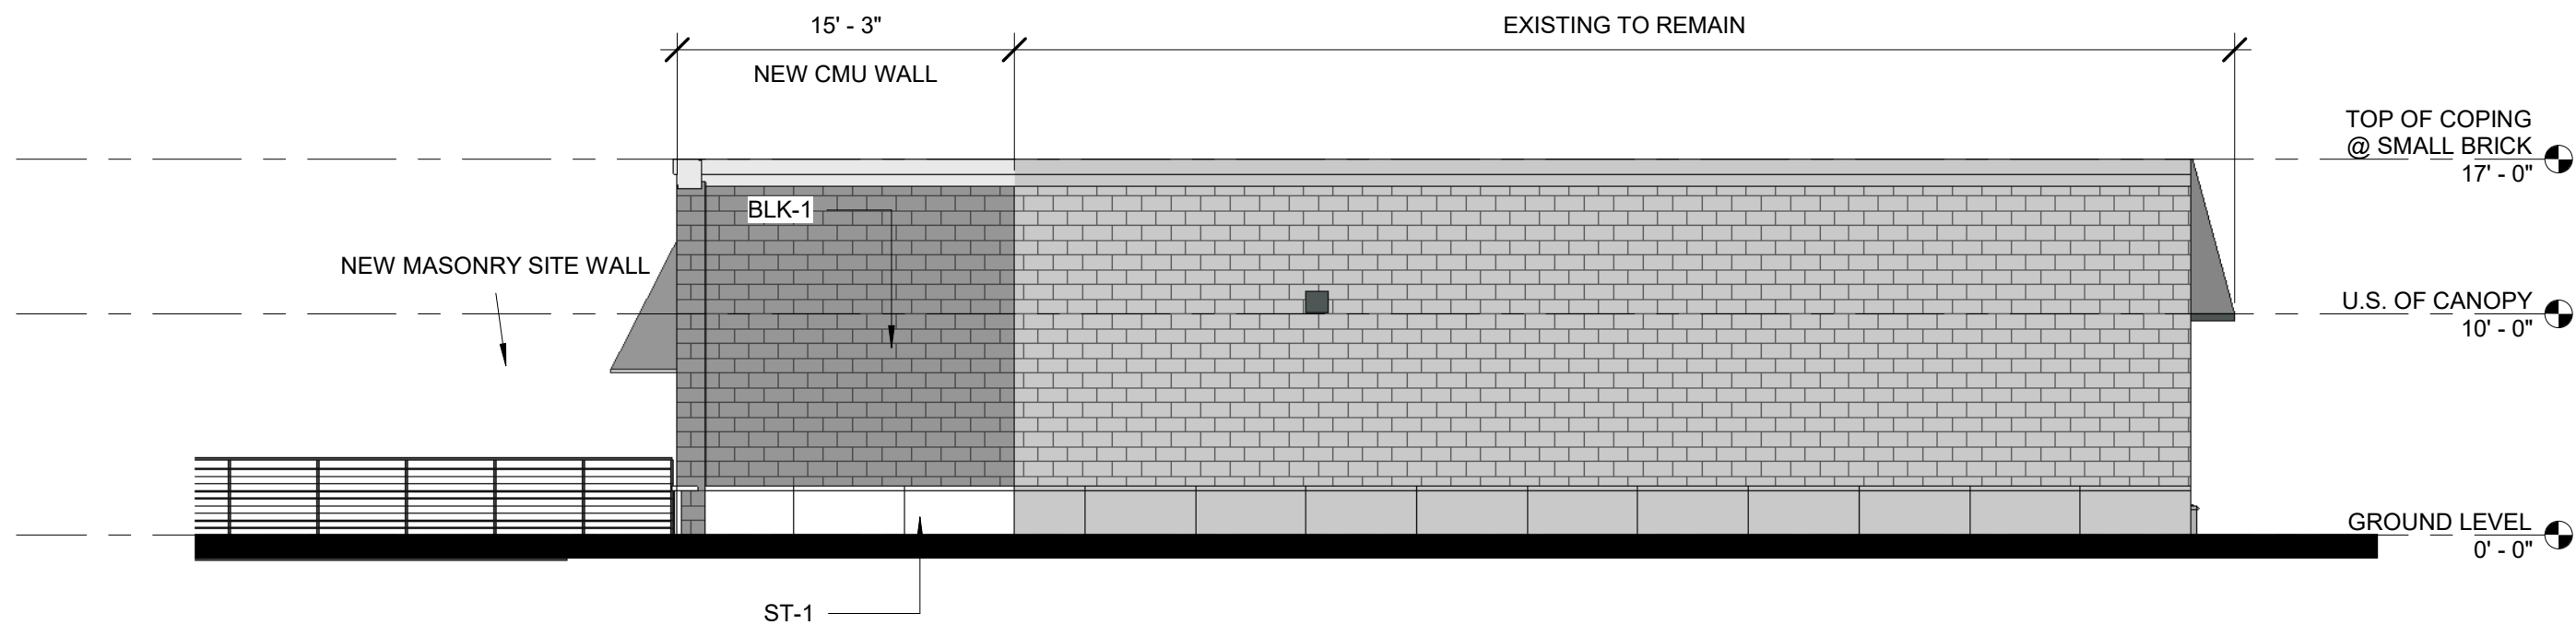 15' - 3"
EXISTING TO REMAIN
NEW CMU WALL
TOP OF COPING
@ SMALL BRICK
17' - 0"
BLK-1
NEW MASONRY SITE WALL
U.S. OF CANOPY
10' - 0"
GROUND LEVEL
0' - 0"
ST-1